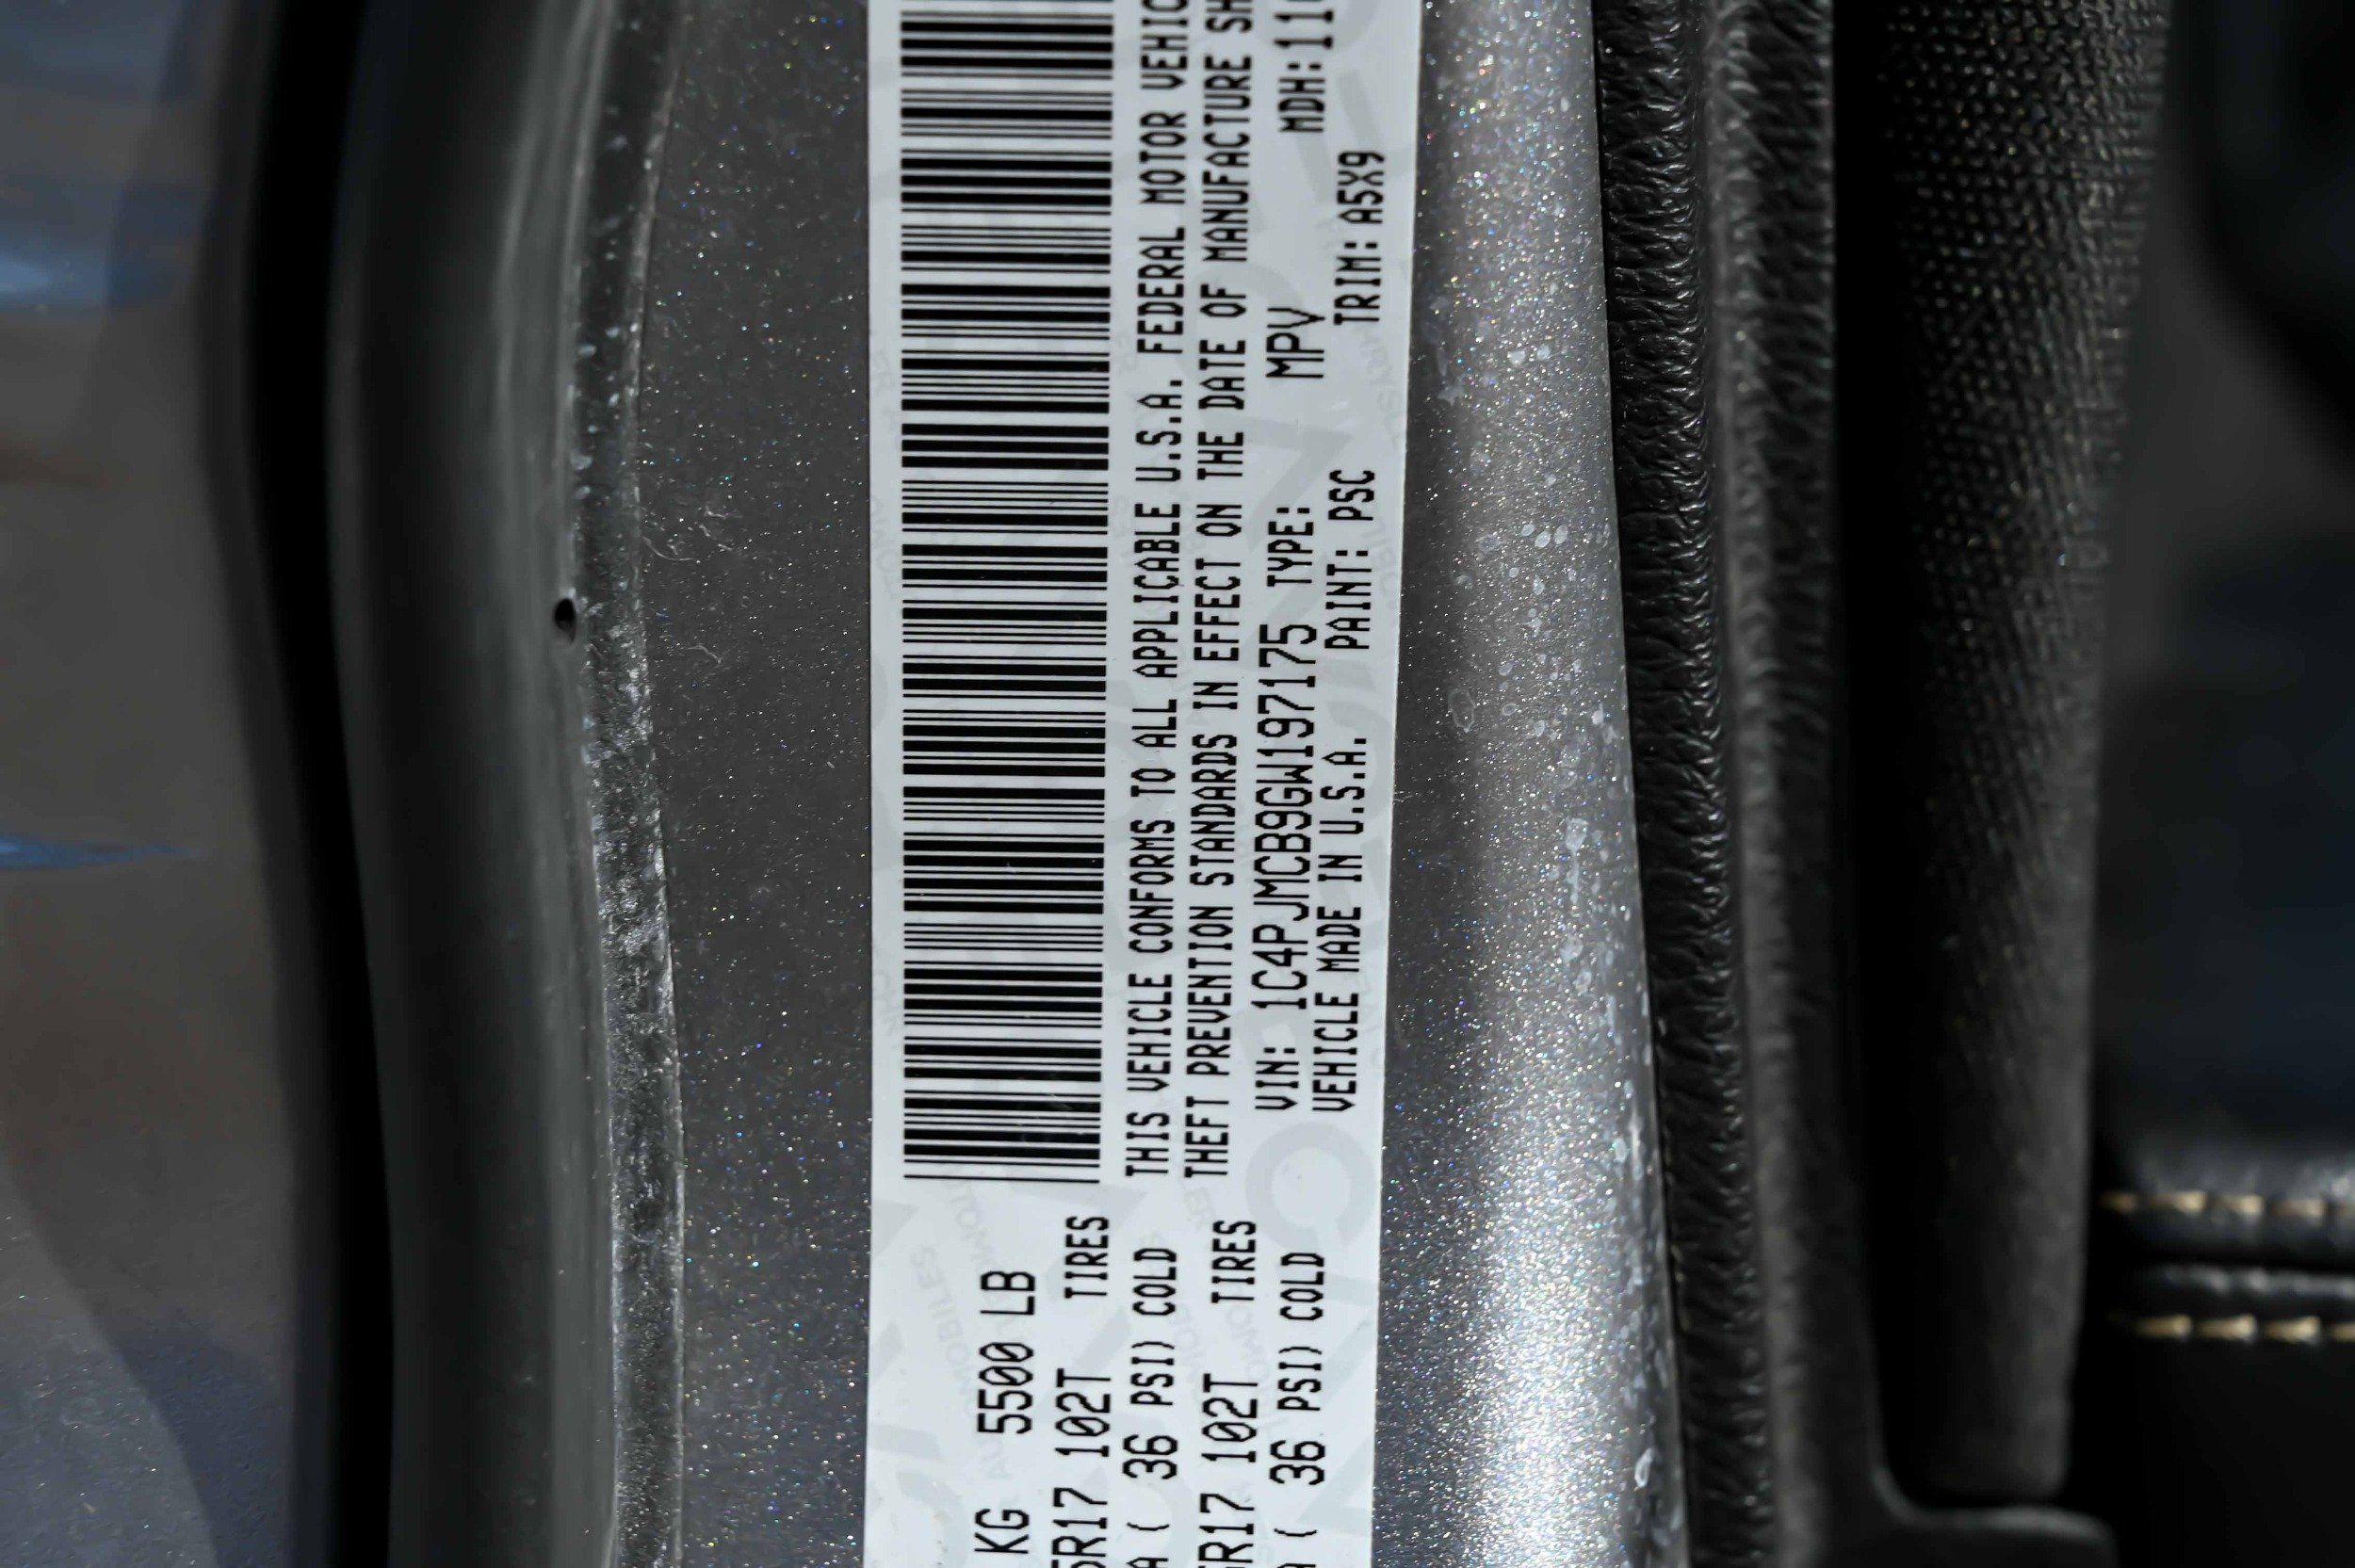 KG 5500 LB
5R17 102T TIRES
A ( 36 PSI) COLD
R17 102T TIRES
( 36 PSI) COLD
THIS VEHICLE CONFORMS TO ALL APPLICABLE U.S.A. FEDERAL MOTOR VEHIC
THEFT PREVENTION STANDARDS IN EFFECT ON THE DATE OF MANUFACTURE SH
VIN: 1C4PJMCB9GW197175 TYPE: MPV MDH:110
VEHICLE MADE IN U.S.A. PAINT: PSC TRIM: A5X9